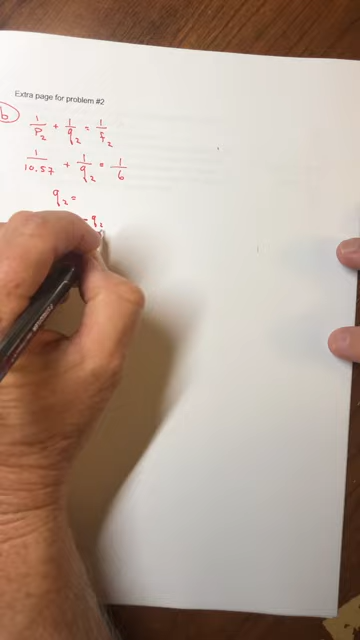 Extra page for problem #2
b
1/P₂ + 1/q₂ = 1/f₂
1/10.57 + 1/q₂ = 1/6
q₂ =
- q₂